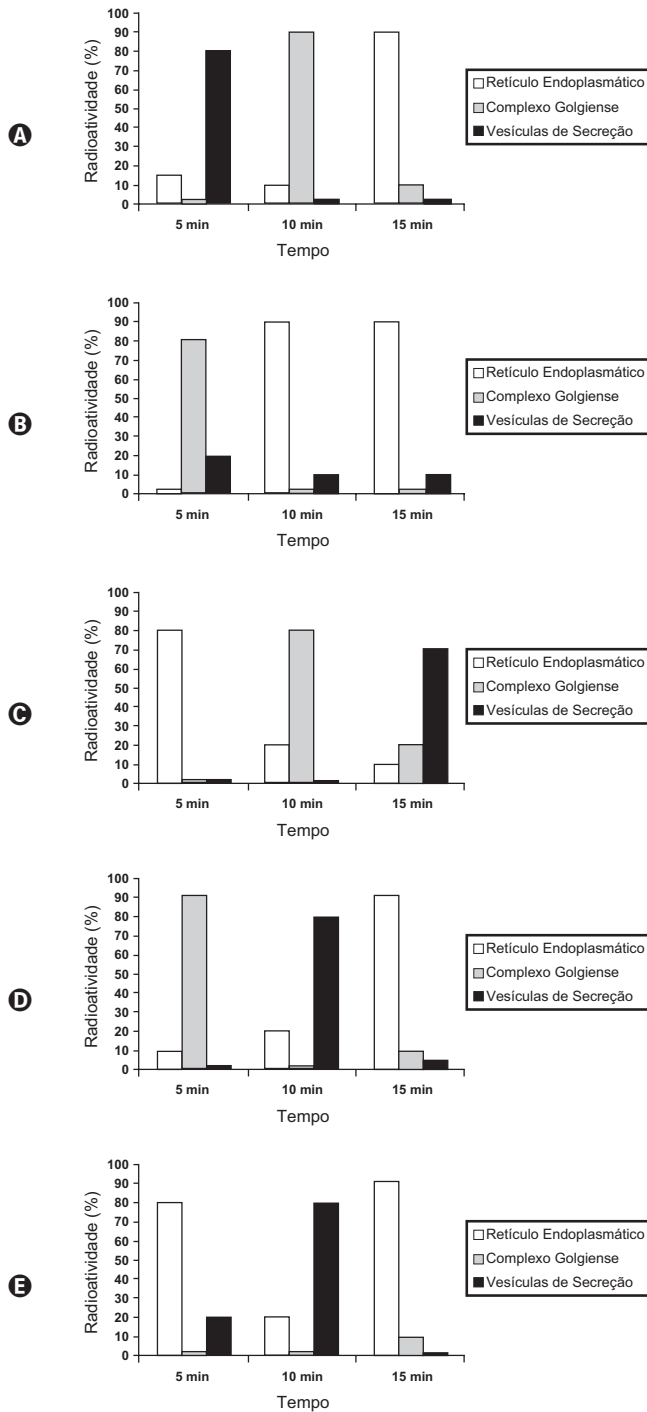 A
Radioatividade (%)
100
90
80
70
60
50
40
30
20
10
0
5 min
10 min
15 min
Tempo
Retículo Endoplasmático
Complexo Golgiense
Vesículas de Secreção
B
Radioatividade (%)
100
90
80
70
60
50
40
30
20
10
0
5 min
10 min
15 min
Tempo
Retículo Endoplasmático
Complexo Golgiense
Vesículas de Secreção
C
Radioatividade (%)
100
90
80
70
60
50
40
30
20
10
0
5 min
10 min
15 min
Tempo
Retículo Endoplasmático
Complexo Golgiense
Vesículas de Secreção
D
Radioatividade (%)
100
90
80
70
60
50
40
30
20
10
0
5 min
10 min
15 min
Tempo
Retículo Endoplasmático
Complexo Golgiense
Vesículas de Secreção
E
Radioatividade (%)
100
90
80
70
60
50
40
30
20
10
0
5 min
10 min
15 min
Tempo
Retículo Endoplasmático
Complexo Golgiense
Vesículas de Secreção